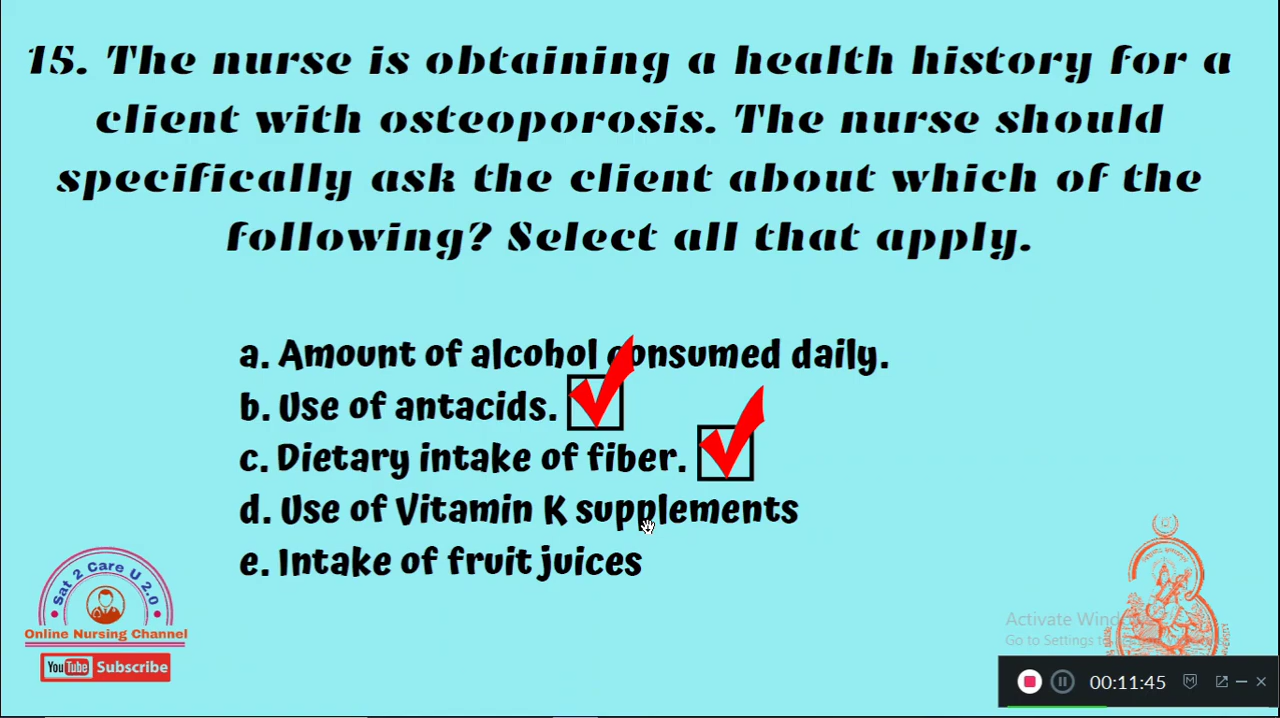 15. The nurse is obtaining a health history for a
client with osteoporosis. The nurse should
specifically ask the client about which of the
following? Select all that apply.
a. Amount of alcohol consumed daily.
b. Use of antacids.
c. Dietary intake of fiber.
d. Use of Vitamin K supplements
e. Intake of fruit juices
Sat 2 Care U 2.0
Online Nursing Channel
YouTube Subscribe
Activate Wind
Go to Settings to
00:11:45